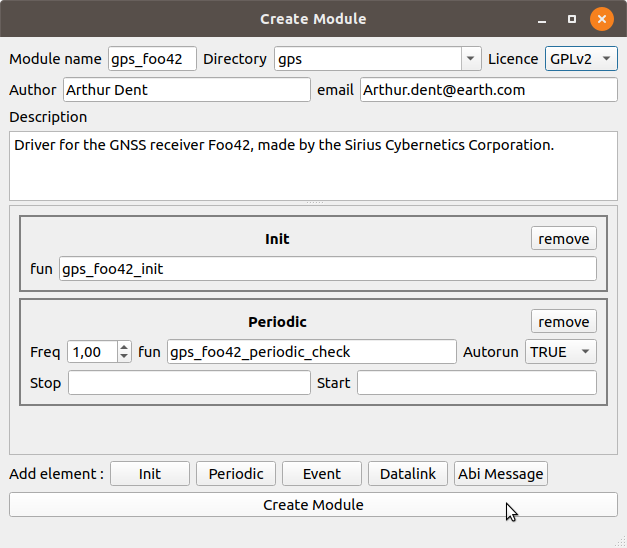 Create Module
Module name gps_foo42 Directory gps Licence GPLv2
Author Arthur Dent email Arthur.dent@earth.com
Description
Driver for the GNSS receiver Foo42, made by the Sirius Cybernetics Corporation.
Init remove
fun gps_foo42_init
Periodic remove
Freq 1,00 fun gps_foo42_periodic_check Autorun TRUE
Stop Start
Add element : Init Periodic Event Datalink Abi Message
Create Module